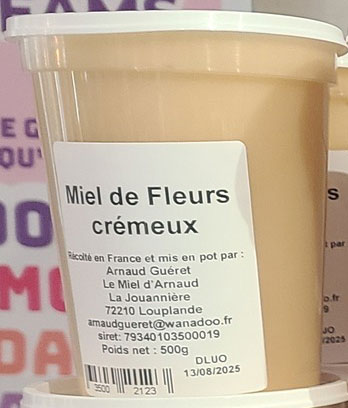 Miel de Fleurs
crémeux
Récolté en France et mis en pot par :
Arnaud Guéret
Le Miel d'Arnaud
La Jouannière
72210 Louplande
arnaudgueret@wanadoo.fr
siret: 79340103500019
Poids net : 500g
DLUO
13/08/2025
3500 2123